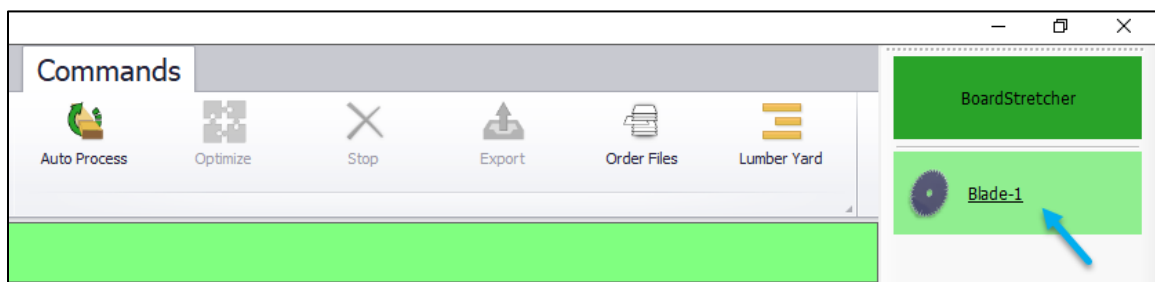 Commands
BoardStretcher
Auto Process
Optimize
Stop
Export
Order Files
Lumber Yard
Blade-1